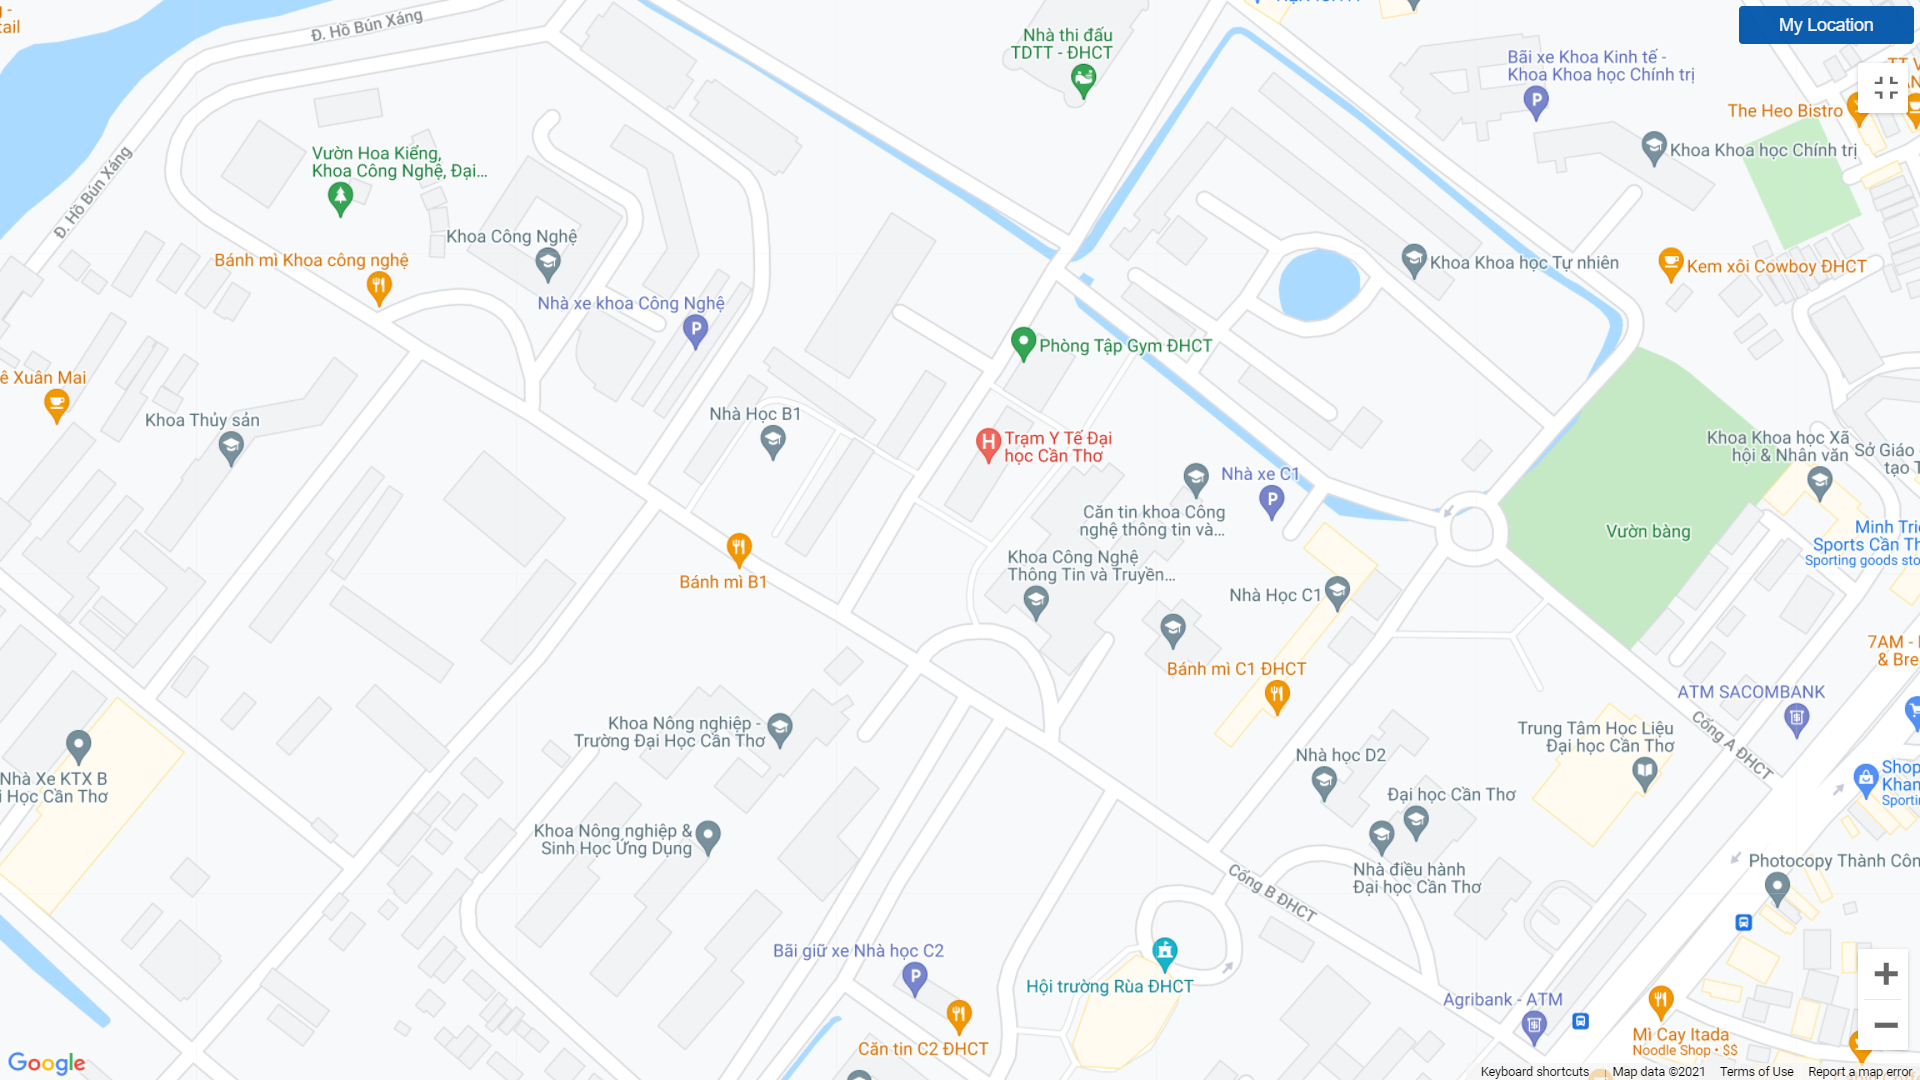 tail
Đ. Hồ Bún Xáng
Nhà thi đấu
TDTT - ĐHCT
Bãi xe Khoa Kinh tế -
Khoa Khoa học Chính trị
My Location
The Heo Bistro
Khoa Khoa học Chính trị
Đ. Hồ Bún Xáng
Vườn Hoa Kiểng,
Khoa Công Nghệ, Đại...
Khoa Công Nghệ
Bánh mì Khoa công nghệ
Nhà xe khoa Công Nghệ
Khoa Khoa học Tự nhiên
Kem xôi Cowboy ĐHCT
Phòng Tập Gym ĐHCT
ê Xuân Mai
Khoa Thủy sản
Nhà Học B1
Trạm Y Tế Đại
học Cần Thơ
Nhà xe C1
Khoa Khoa học Xã
hội & Nhân văn
Sở Giáo
tạo T
Căn tin khoa Công
nghệ thông tin và...
Vườn bàng
Minh Tri
Sports Cần Th
Sporting goods sto
Khoa Công Nghệ
Thông Tin và Truyền...
Bánh mì B1
Nhà Học C1
7AM -
& Bre
Bánh mì C1 ĐHCT
ATM SACOMBANK
Khoa Nông nghiệp -
Trường Đại Học Cần Thơ
Trung Tâm Học Liệu
Đại học Cần Thơ
Cổng A ĐHCT
Nhà học D2
Nhà Xe KTX B
i Học Cần Thơ
Shop
Khan
Sporti
Đại học Cần Thơ
Khoa Nông nghiệp &
Sinh Học Ứng Dụng
Nhà điều hành
Đại học Cần Thơ
Photocopy Thành Côn
Cổng B ĐHCT
Bãi giữ xe Nhà học C2
Hội trường Rùa ĐHCT
Agribank - ATM
Căn tin C2 ĐHCT
Mì Cay Itada
Noodle Shop • $$
Google
Keyboard shortcuts
Map data ©2021
Terms of Use
Report a map error